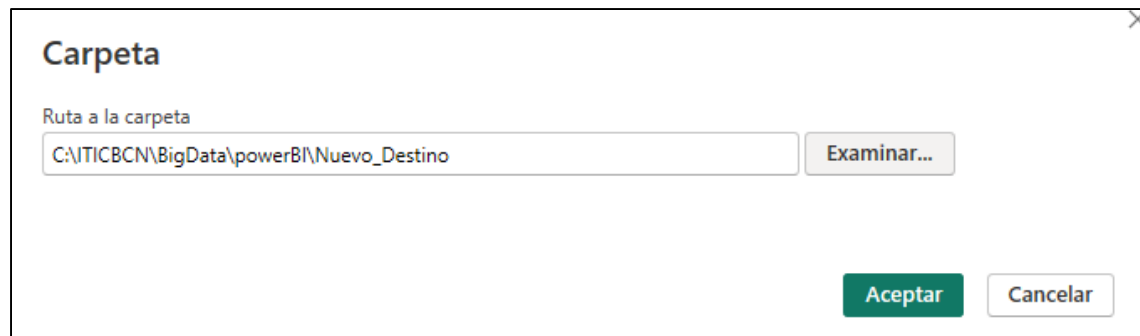 Carpeta
Ruta a la carpeta
C:\ITICBCN\BigData\powerBI\Nuevo_Destino
Examinar...
Aceptar
Cancelar